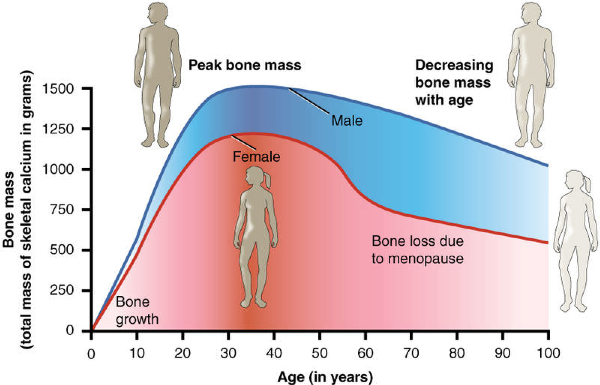 Peak bone mass
Decreasing
bone mass
with age
Bone mass
(total mass of skeletal calcium in grams)
1500
1250
1000
750
500
250
0
Male
Female
Bone loss due
to menopause
Bone
growth
0 10 20 30 40 50 60 70 80 90 100
Age (in years)